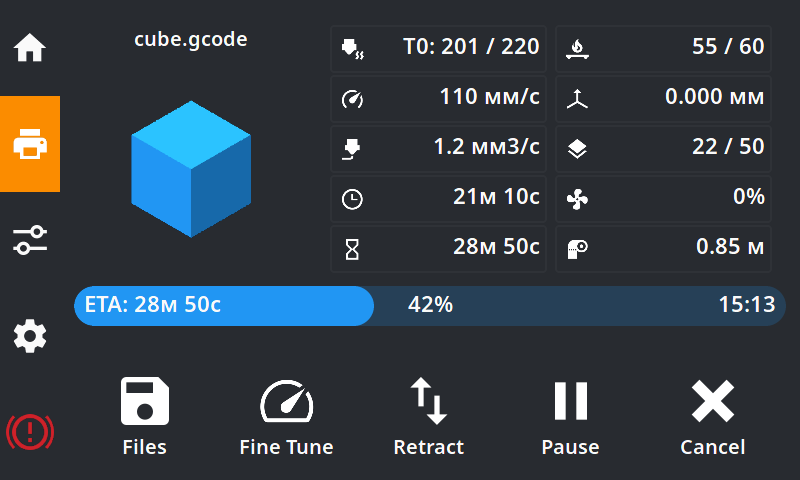 cube.gcode
T0: 201 / 220
55 / 60
110 мм/с
0.000 мм
1.2 мм3/с
22 / 50
21м 10с
0%
28м 50с
0.85 м
ETA: 28м 50с 42% 15:13
Files Fine Tune Retract Pause Cancel